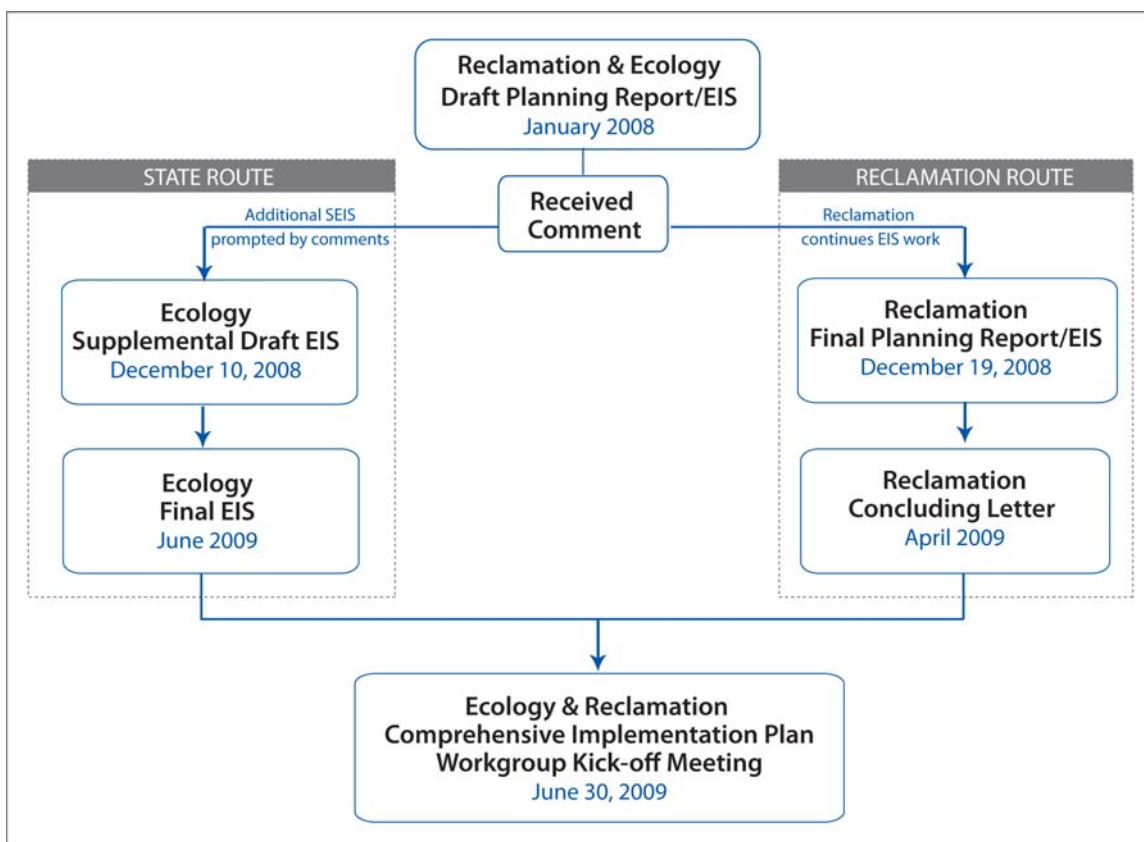 Reclamation & Ecology
Draft Planning Report/EIS
January 2008
STATE ROUTE
RECLAMATION ROUTE
Received
Comment
Additional SEIS
prompted by comments
Reclamation
continues EIS work
Ecology
Supplemental Draft EIS
December 10, 2008
Reclamation
Final Planning Report/EIS
December 19, 2008
Ecology
Final EIS
June 2009
Reclamation
Concluding Letter
April 2009
Ecology & Reclamation
Comprehensive Implementation Plan
Workgroup Kick-off Meeting
June 30, 2009